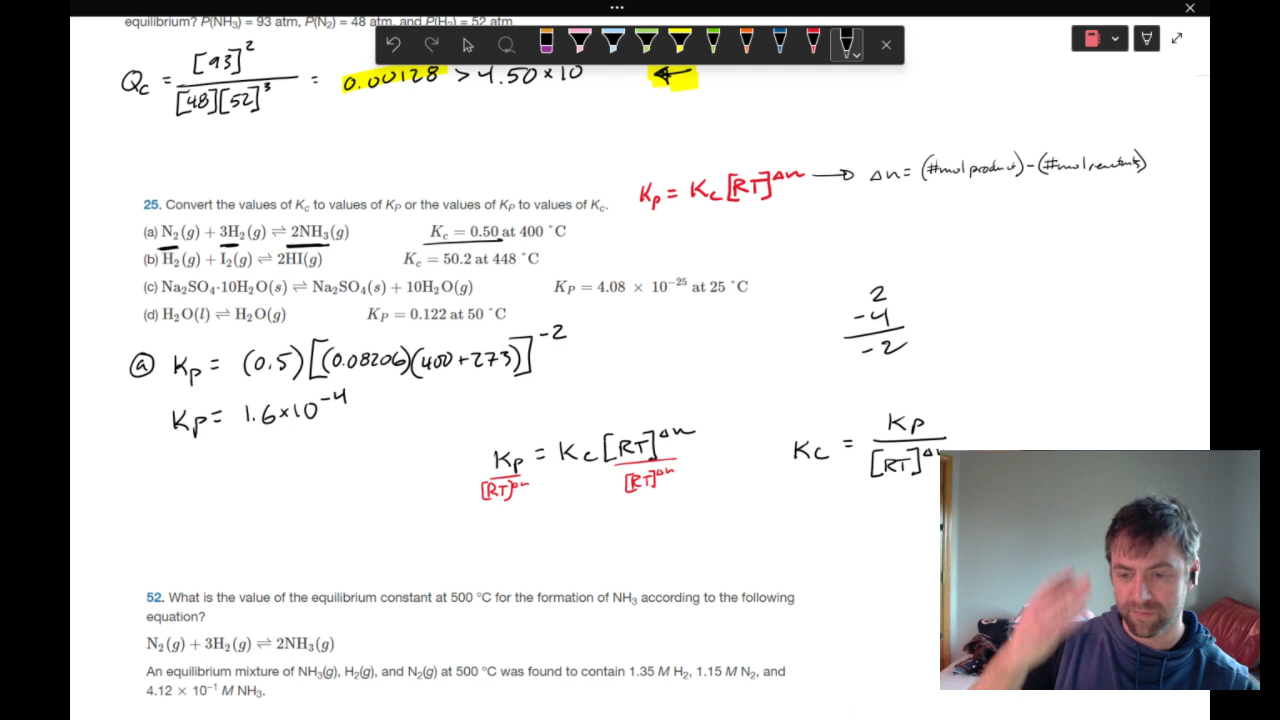 equilibrium? P(NH₃) = 93 atm, P(N₂) = 48 atm, and P(H₂) = 52 atm
Qc = [93]² / [48][52]³ = 0.00128 > 4.50×10 ←
Kp = Kc [RT]^Δn → Δn = (#mol product) - (#mol reactants)
25. Convert the values of Kc to values of KP or the values of KP to values of Kc.
(a) N₂(g) + 3H₂(g) ⇌ 2NH₃(g) Kc = 0.50 at 400 °C
(b) H₂(g) + I₂(g) ⇌ 2HI(g) Kc = 50.2 at 448 °C
(c) Na₂SO₄·10H₂O(s) ⇌ Na₂SO₄(s) + 10H₂O(g) KP = 4.08 × 10⁻²⁵ at 25 °C
(d) H₂O(l) ⇌ H₂O(g) KP = 0.122 at 50 °C
2
-4
-2
ⓐ Kp = (0.5)[(0.08206)(400+273)]⁻²
Kp = 1.6×10⁻⁴
Kp / [RT]^Δn = Kc [RT]^Δn / [RT]^Δn
Kc = Kp / [RT]^Δn
52. What is the value of the equilibrium constant at 500 °C for the formation of NH₃ according to the following
equation?
N₂(g) + 3H₂(g) ⇌ 2NH₃(g)
An equilibrium mixture of NH₃(g), H₂(g), and N₂(g) at 500 °C was found to contain 1.35 M H₂, 1.15 M N₂, and
4.12 × 10⁻¹ M NH₃.